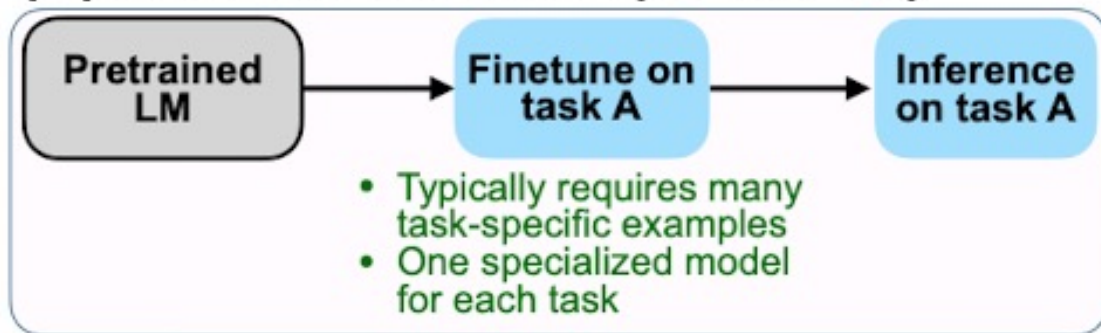 Pretrained
LM
Finetune on
task A
Inference
on task A
• Typically requires many
task-specific examples
• One specialized model
for each task